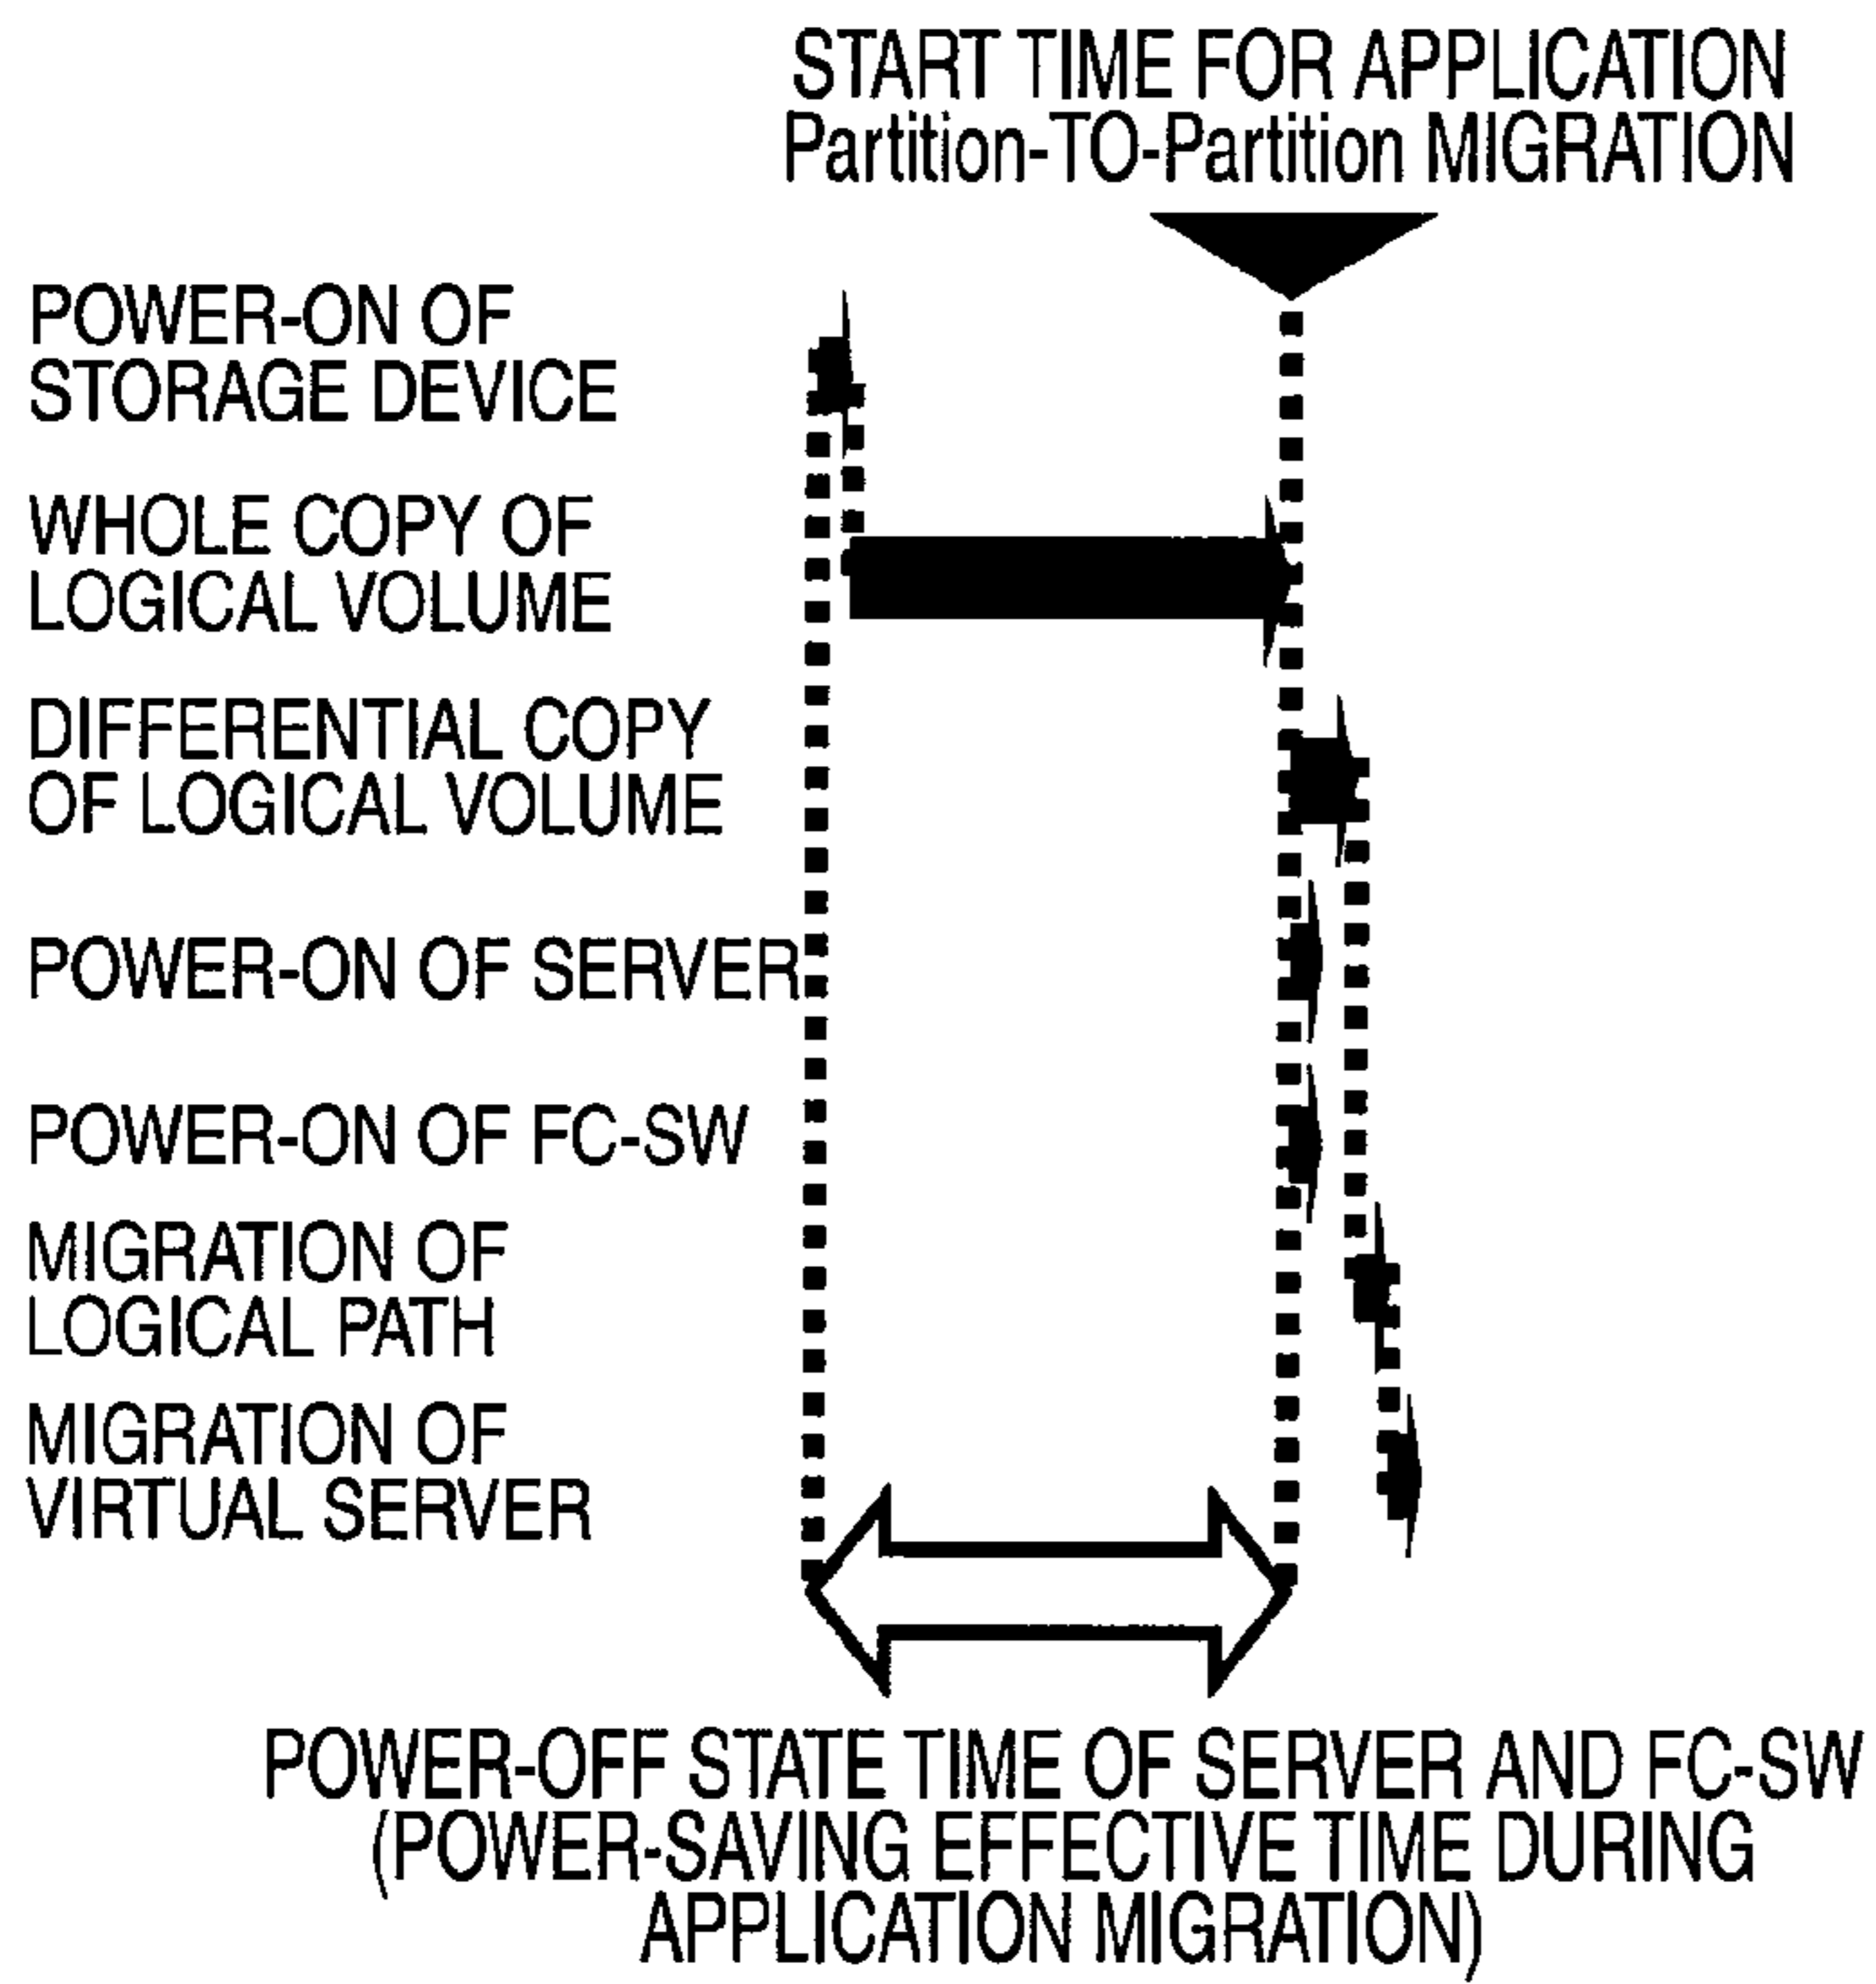 START TIME FOR APPLICATION
Partition-TO-Partition MIGRATION
POWER-ON OF
STORAGE DEVICE
WHOLE COPY OF
LOGICAL VOLUME
DIFFERENTIAL COPY
OF LOGICAL VOLUME
POWER-ON OF SERVER
POWER-ON OF FC-SW
MIGRATION OF
LOGICAL PATH
MIGRATION OF
VIRTUAL SERVER
POWER-OFF STATE TIME OF SERVER AND FC-SW
(POWER-SAVING EFFECTIVE TIME DURING
APPLICATION MIGRATION)